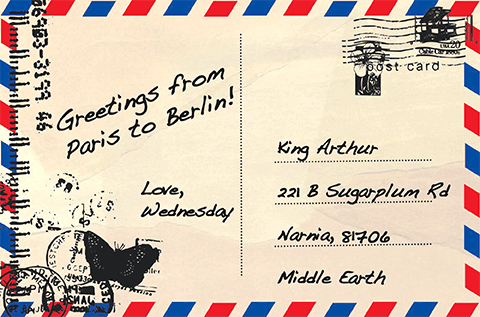 Greetings from
Paris to Berlin!
Love,
Wednesday
post card
King Arthur
221 B Sugarplum Rd
Narnia, 81706
Middle Earth